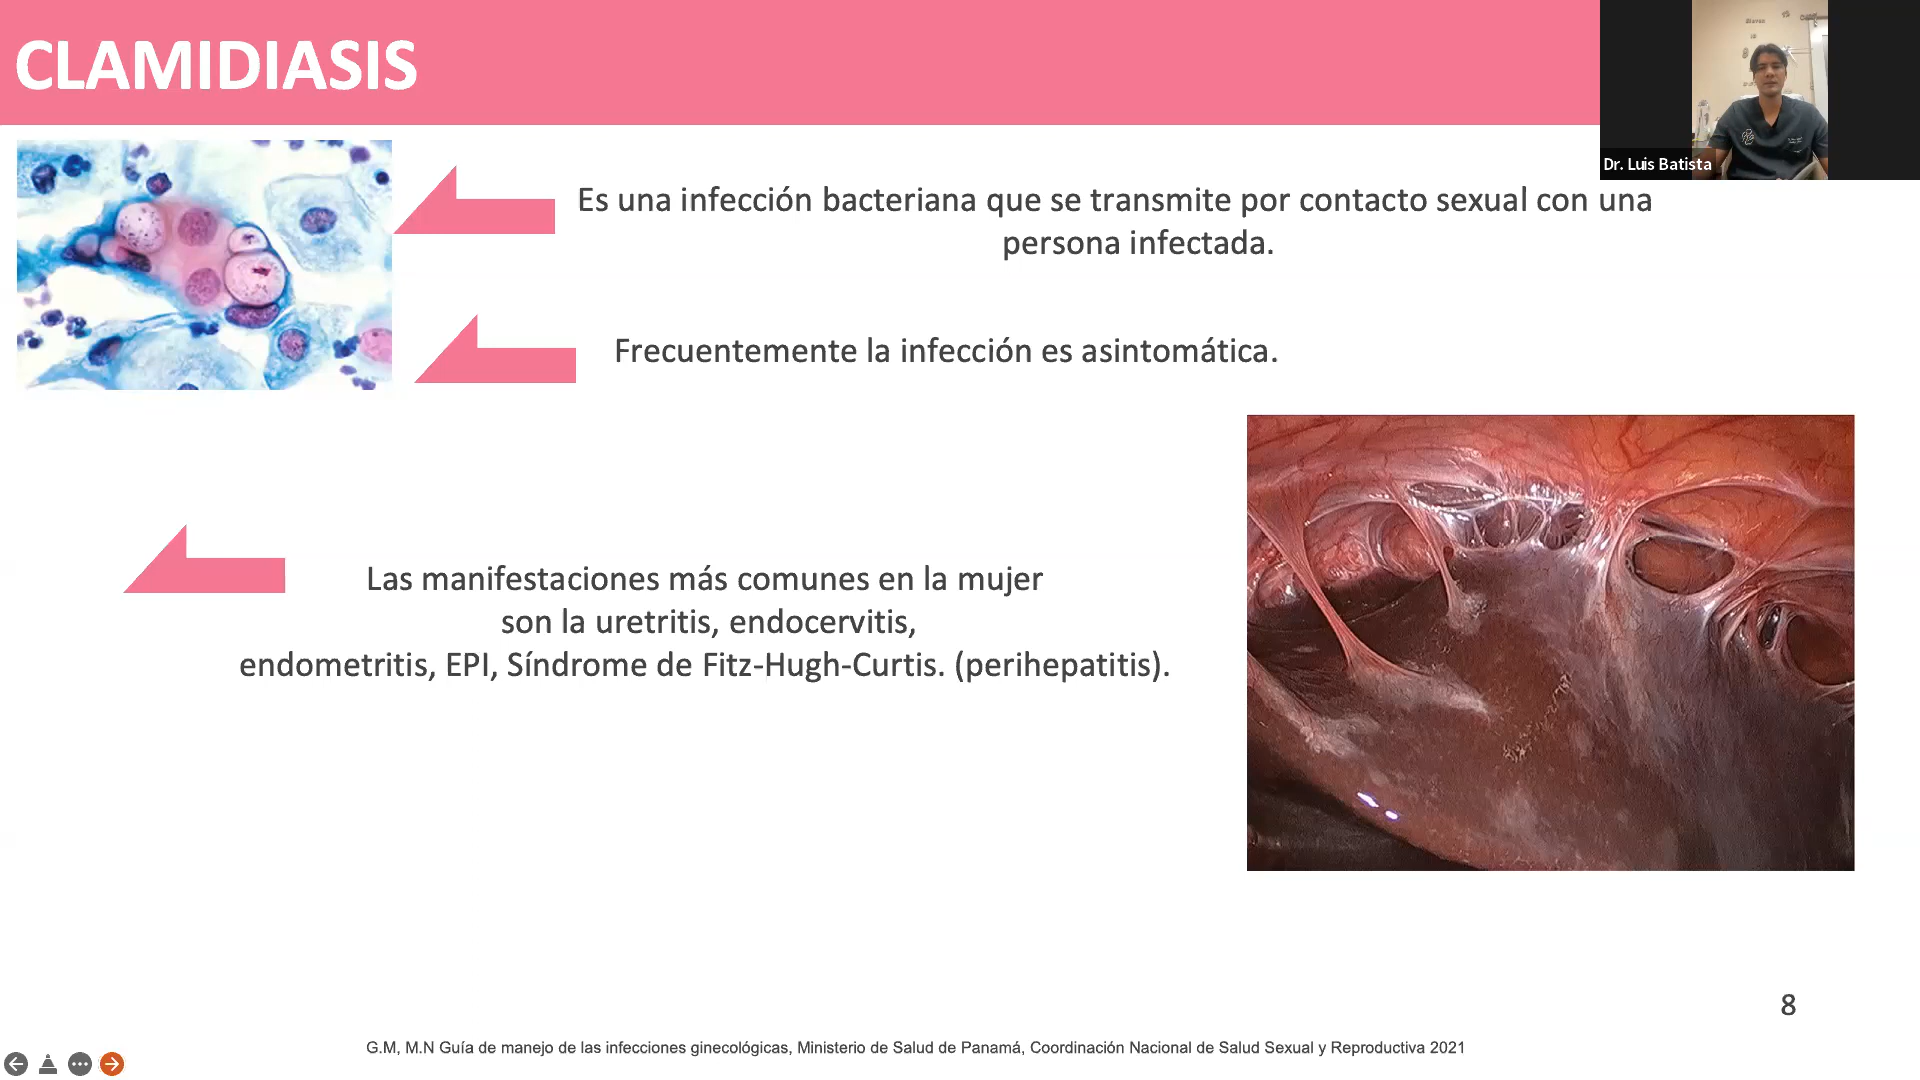 CLAMIDIASIS
Dr. Luis Batista
Es una infección bacteriana que se transmite por contacto sexual con una
persona infectada.
Frecuentemente la infección es asintomática.
Las manifestaciones más comunes en la mujer
son la uretritis, endocervitis,
endometritis, EPI, Síndrome de Fitz-Hugh-Curtis. (perihepatitis).
8
G.M, M.N Guía de manejo de las infecciones ginecológicas, Ministerio de Salud de Panamá, Coordinación Nacional de Salud Sexual y Reproductiva 2021